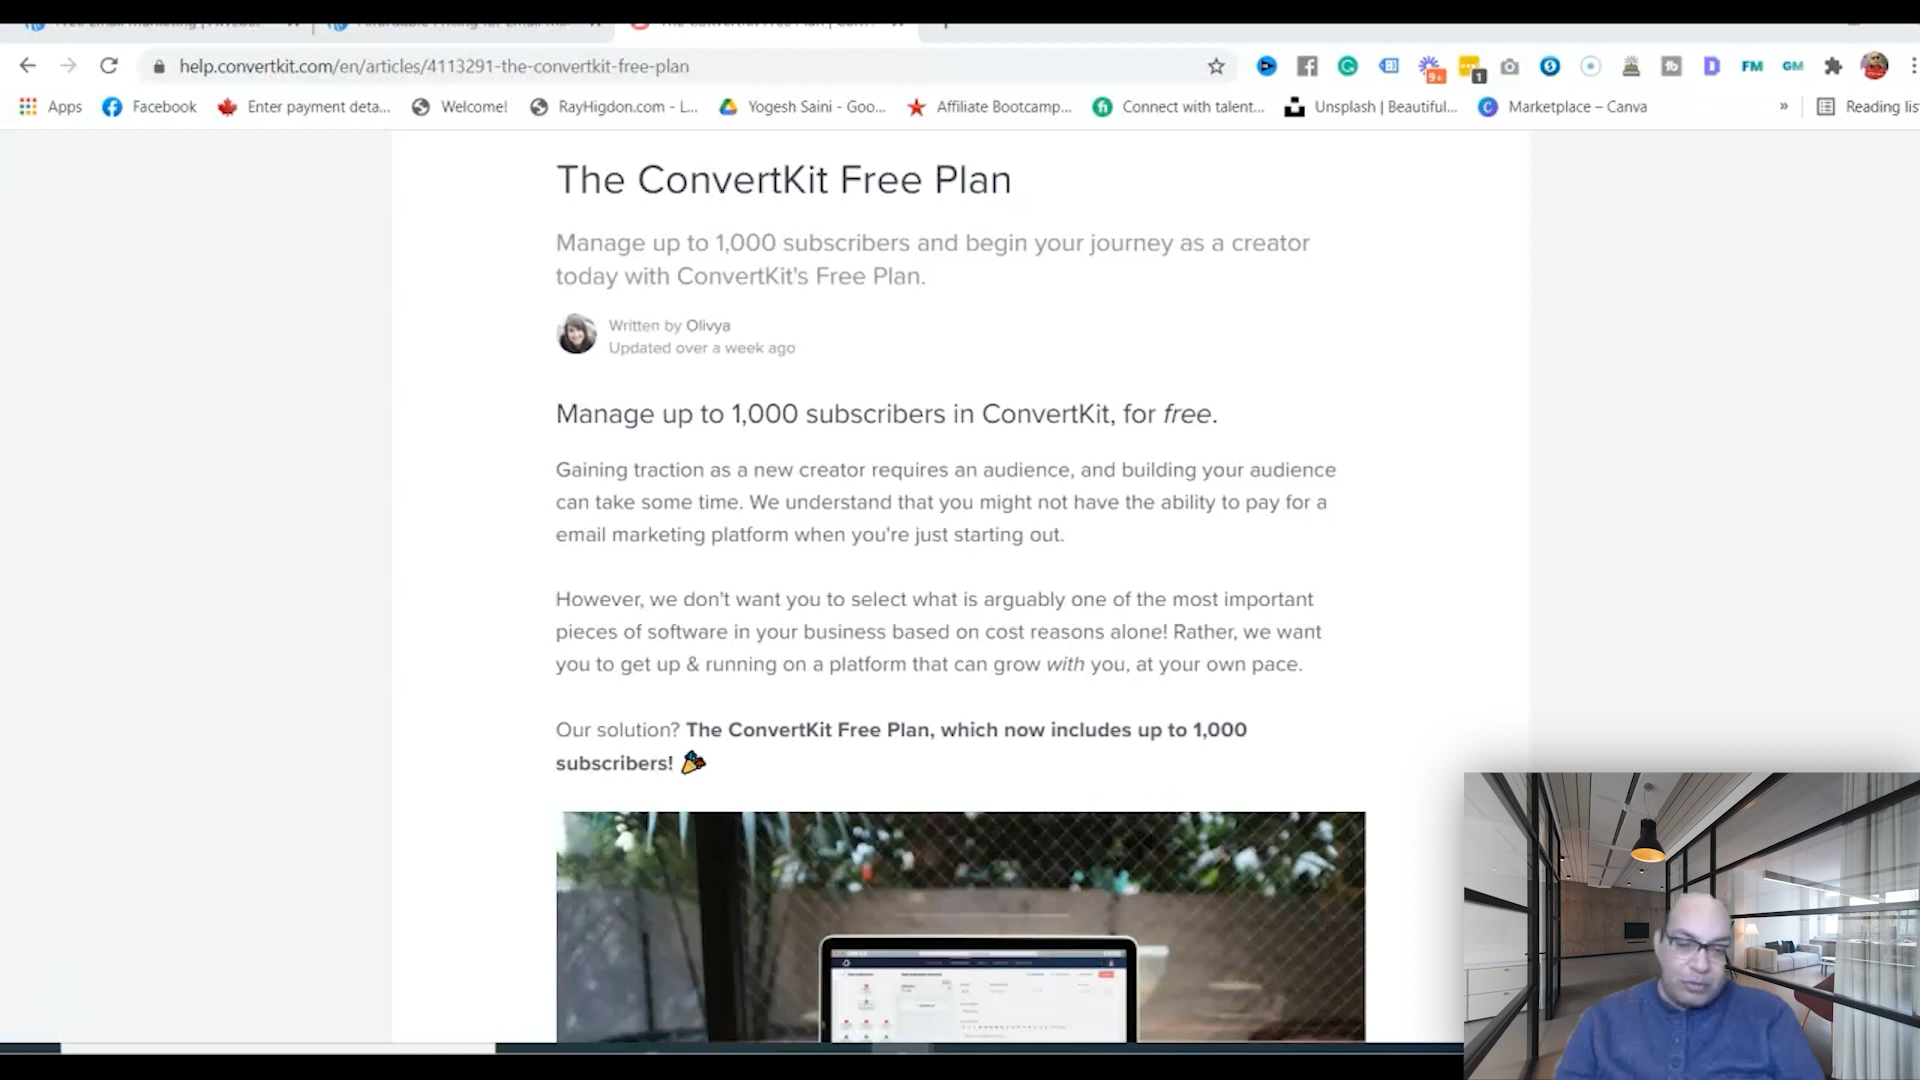 help.convertkit.com/en/articles/4113291-the-convertkit-free-plan
9+
1
FM
GM
Apps
Facebook
Enter payment deta...
Welcome!
RayHigdon.com - L...
Yogesh Saini - Goo...
Affiliate Bootcamp...
Connect with talent...
Unsplash | Beautiful...
Marketplace – Canva
»
Reading lis
The ConvertKit Free Plan
Manage up to 1,000 subscribers and begin your journey as a creator
today with ConvertKit's Free Plan.
Written by Olivya
Updated over a week ago
Manage up to 1,000 subscribers in ConvertKit, for free.
Gaining traction as a new creator requires an audience, and building your audience
can take some time. We understand that you might not have the ability to pay for a
email marketing platform when you're just starting out.
However, we don't want you to select what is arguably one of the most important
pieces of software in your business based on cost reasons alone! Rather, we want
you to get up & running on a platform that can grow with you, at your own pace.
Our solution? The ConvertKit Free Plan, which now includes up to 1,000
subscribers!